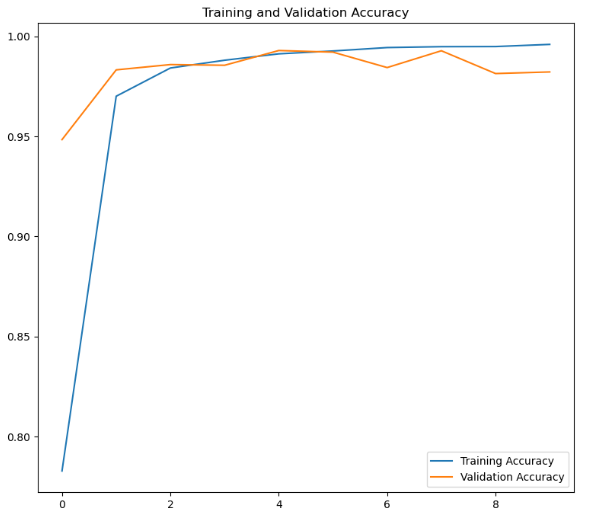 Training and Validation Accuracy
1.00
0.95
0.90
0.85
0.80
Training Accuracy
Validation Accuracy
0 2 4 6 8